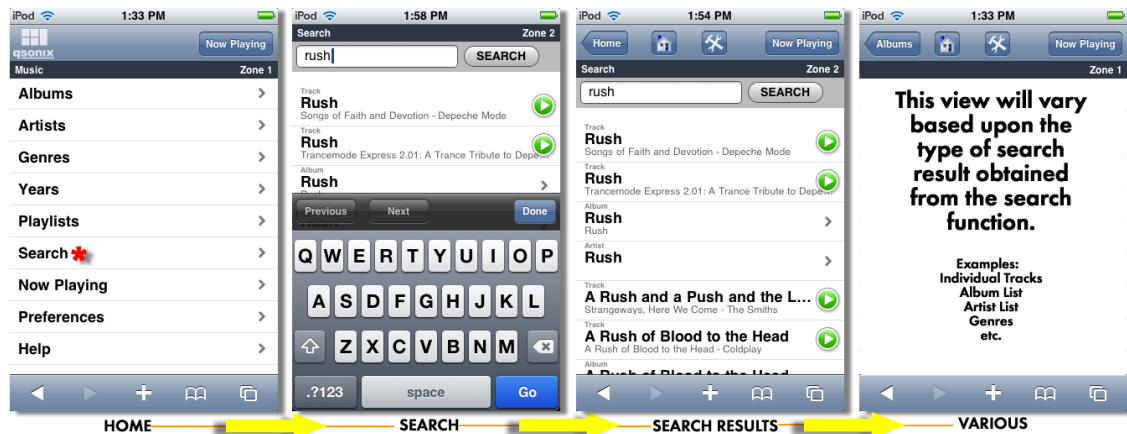 iPod 1:33 PM
qsonix Now Playing
Music Zone 1
Albums
Artists
Genres
Years
Playlists
Search *
Now Playing
Preferences
Help
HOME
iPod 1:58 PM
Search Zone 2
rush SEARCH
Track
Rush
Songs of Faith and Devotion - Depeche Mode
Track
Rush
Trancemode Express 2.01: A Trance Tribute to Depe...
Album
Rush
Previous Next Done
Q W E R T Y U I O P
A S D F G H J K L
Z X C V B N M
.?123 space Go
SEARCH
iPod 1:54 PM
Home Now Playing
Search Zone 2
rush SEARCH
Track
Rush
Songs of Faith and Devotion - Depeche Mode
Track
Rush
Trancemode Express 2.01: A Trance Tribute to Depe...
Album
Rush
Rush
Artist
Rush
Track
A Rush and a Push and the L...
Strangeways, Here We Come - The Smiths
Track
A Rush of Blood to the Head
A Rush of Blood to the Head - Coldplay
Album
A Rush of Blood to the Head
SEARCH RESULTS
iPod 1:33 PM
Albums Now Playing
Zone 1
This view will vary
based upon the
type of search
result obtained
from the search
function.
Examples:
Individual Tracks
Album List
Artist List
Genres
etc.
VARIOUS